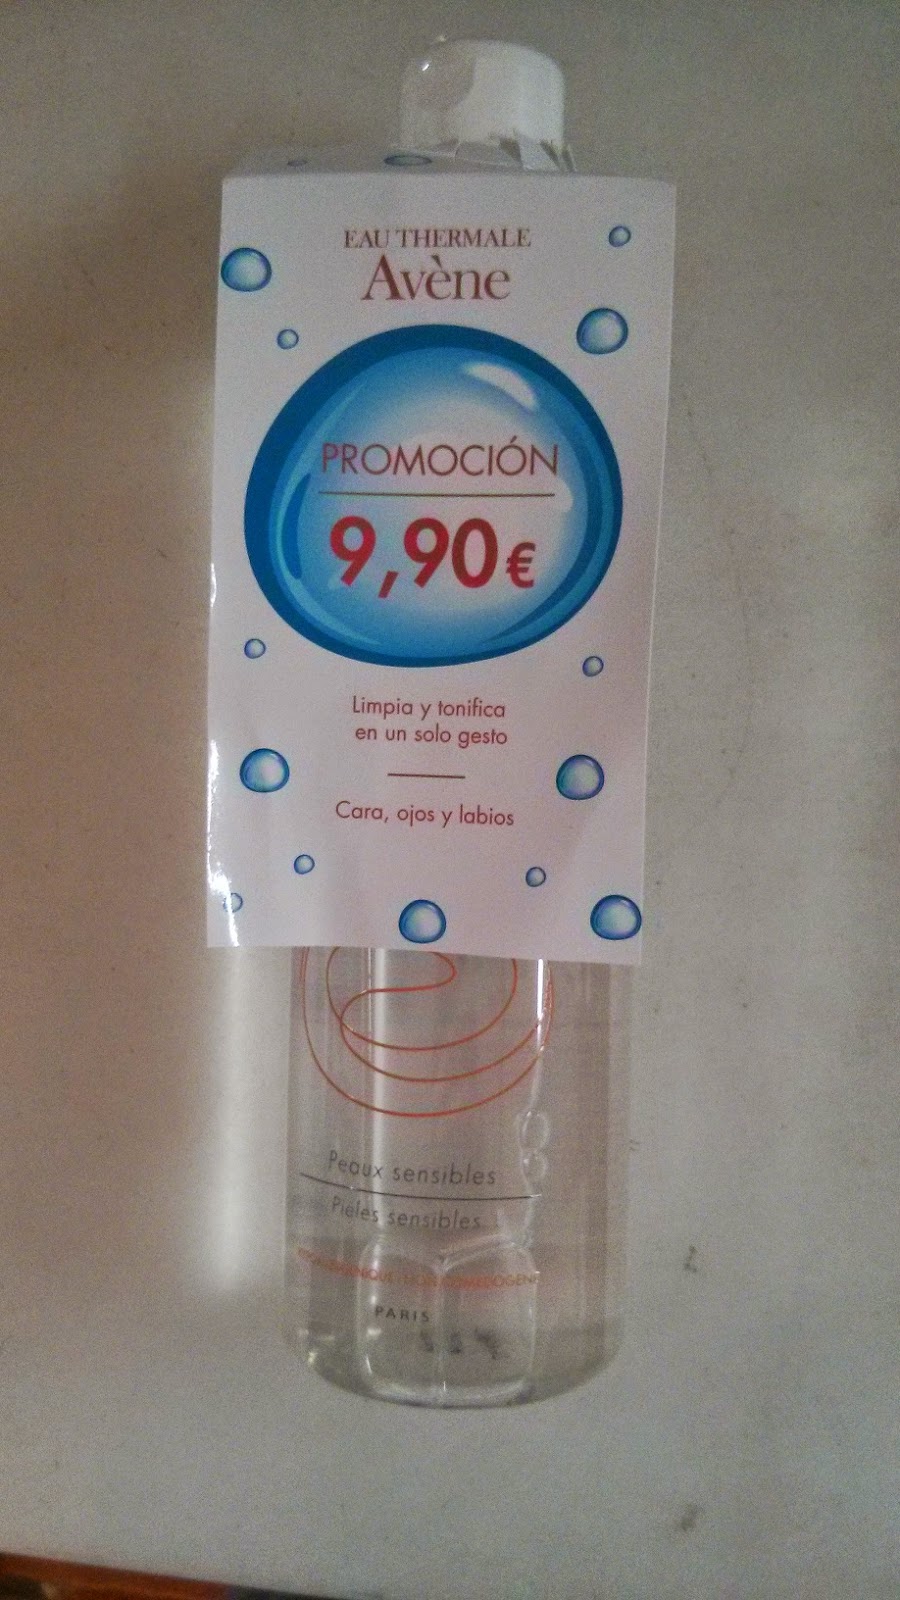 EAU THERMALE
Avène
PROMOCIÓN
9,90€
Limpia y tonifica
en un solo gesto
Cara, ojos y labios
Peaux sensibles
Pieles sensibles
PARIS